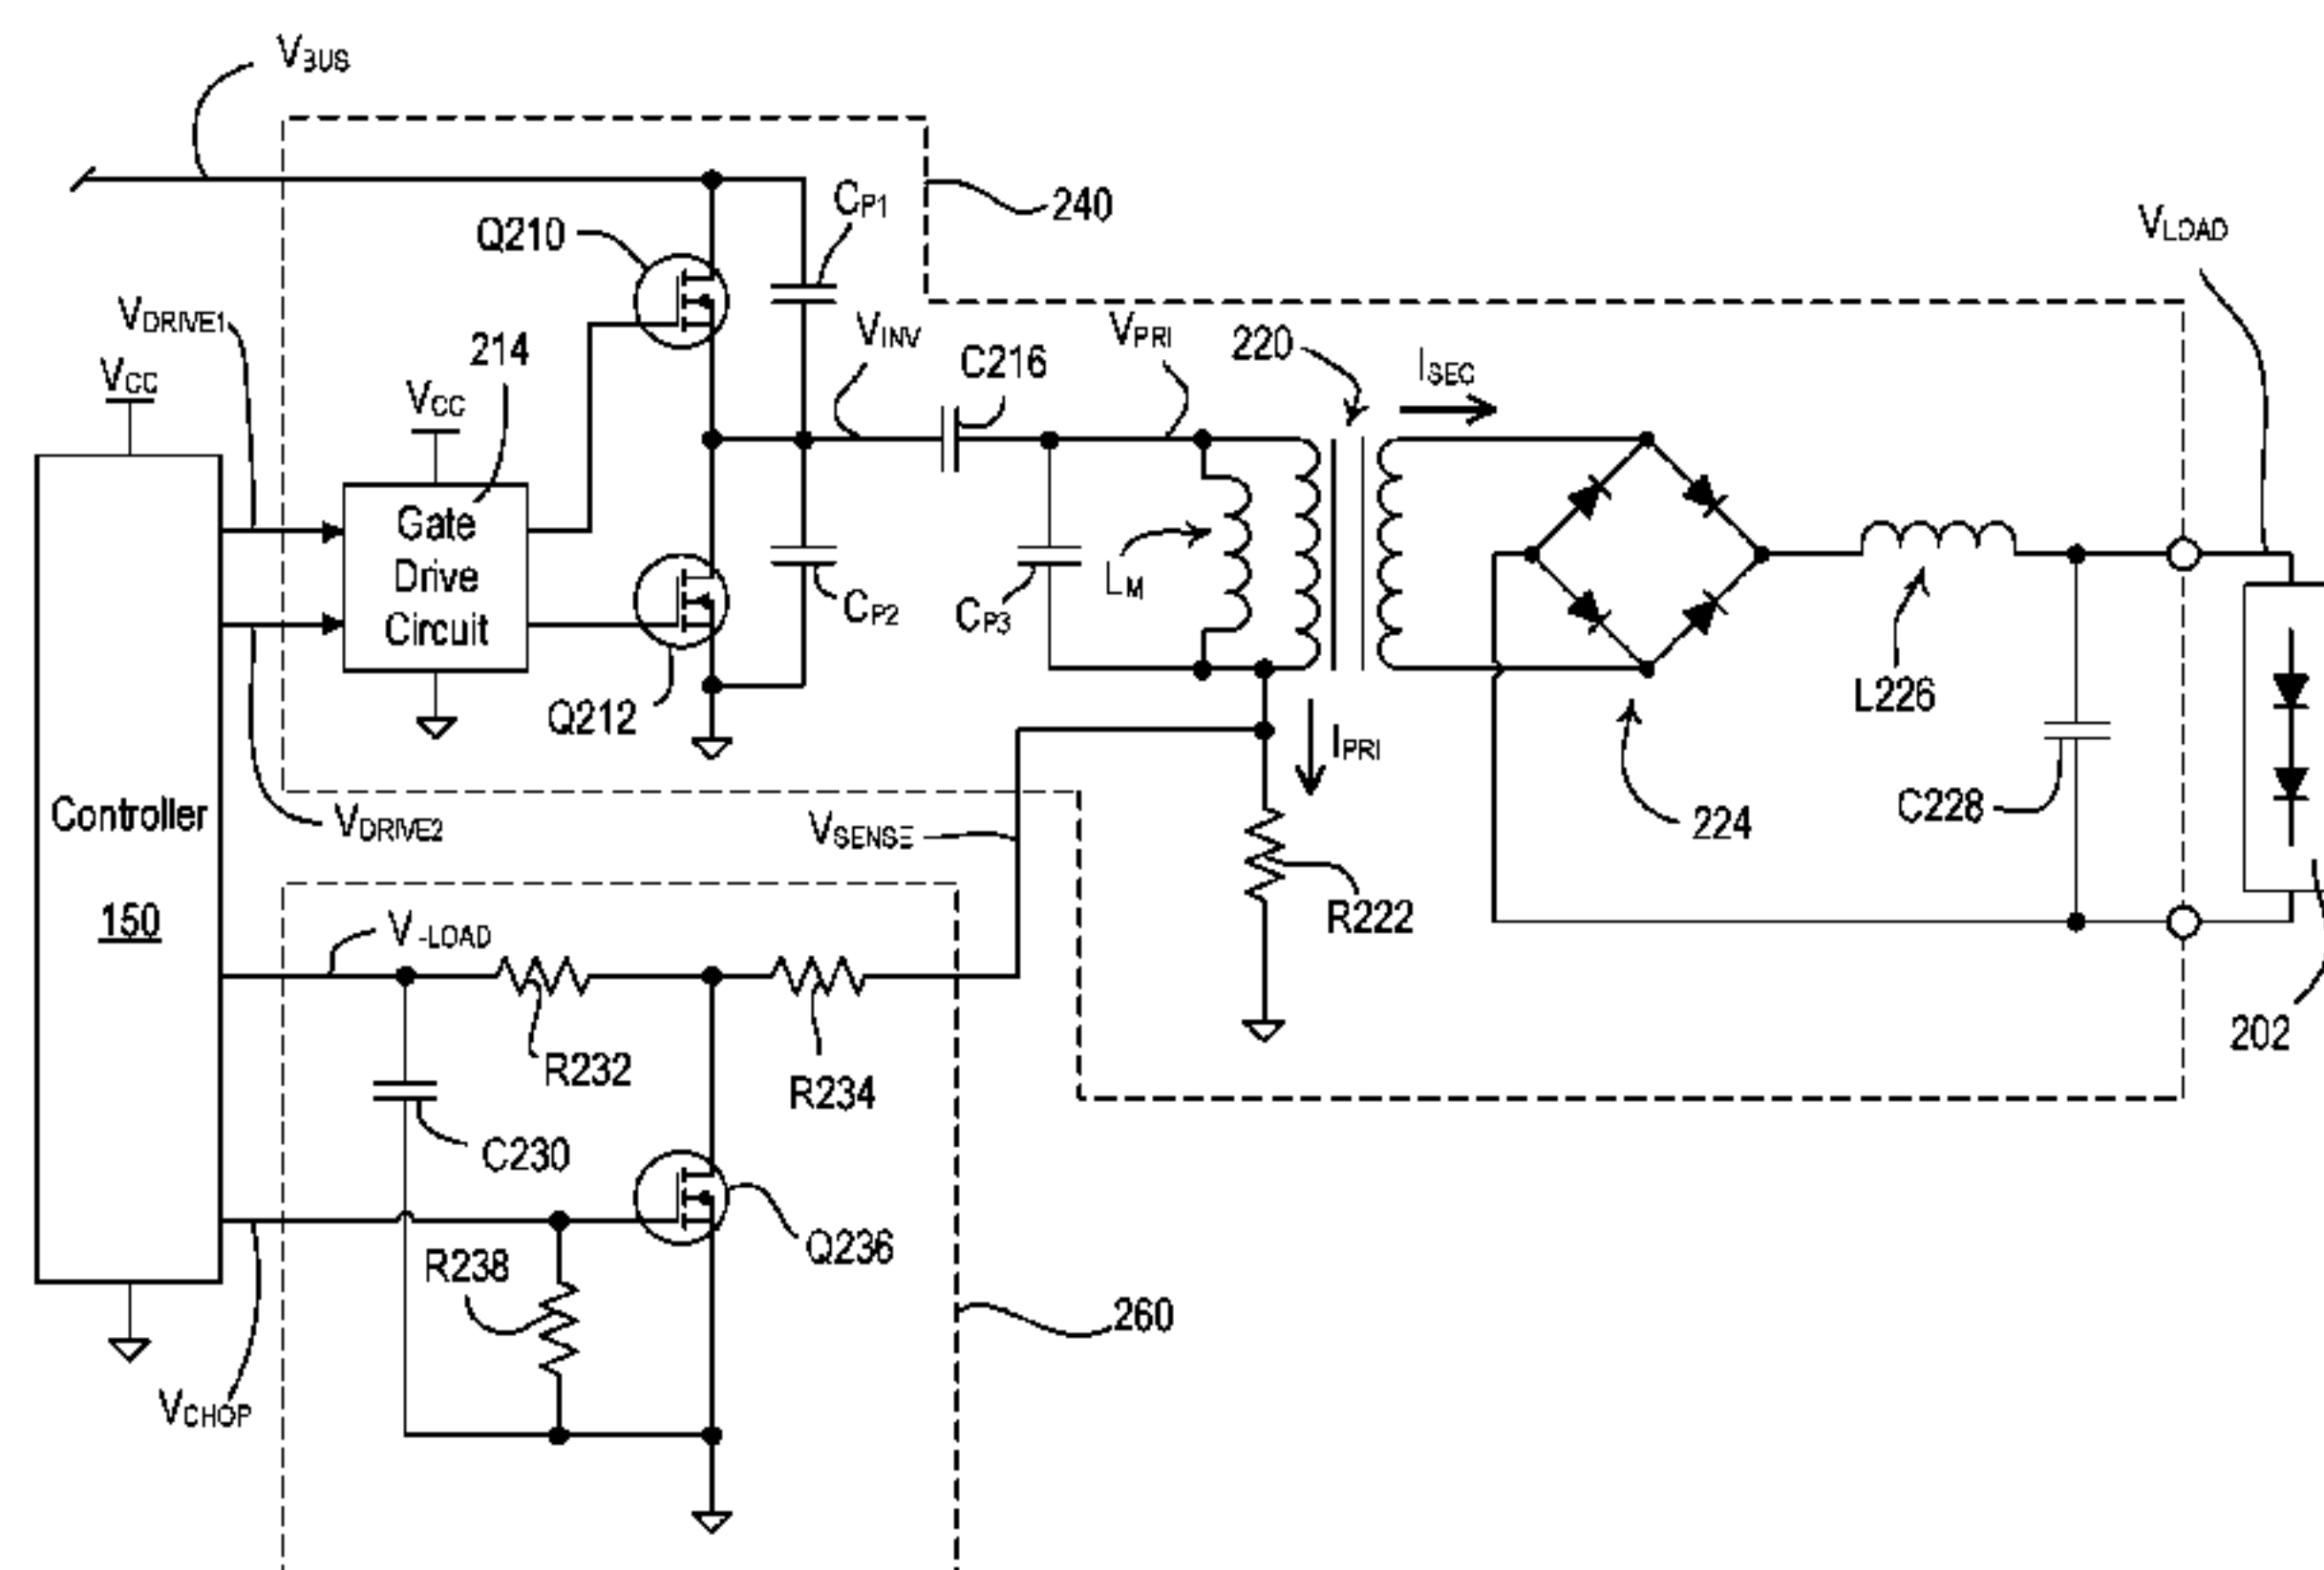 VBUS
CP1
240
Q210
VLOAD
VDRIVE1
214
VINV
VPRI
220
ISEC
C216
VCC
VCC
Gate
Drive
Circuit
LM
CP2
CP3
Q212
L226
IPRI
Controller
150
VDRIVE2
VSENSE
C228
224
R222
V-LOAD
202
R232
R234
C230
Q236
R238
260
VCHOP